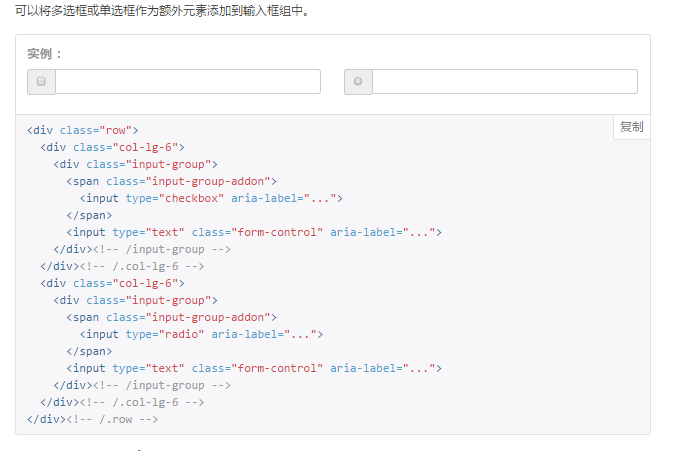 可以将多选框或单选框作为额外元素添加到输入框组中。
实例：
复制
<div class="row">
  <div class="col-lg-6">
    <div class="input-group">
      <span class="input-group-addon">
        <input type="checkbox" aria-label="...">
      </span>
      <input type="text" class="form-control" aria-label="...">
    </div><!-- /input-group -->
  </div><!-- /.col-lg-6 -->
  <div class="col-lg-6">
    <div class="input-group">
      <span class="input-group-addon">
        <input type="radio" aria-label="...">
      </span>
      <input type="text" class="form-control" aria-label="...">
    </div><!-- /input-group -->
  </div><!-- /.col-lg-6 -->
</div><!-- /.row -->